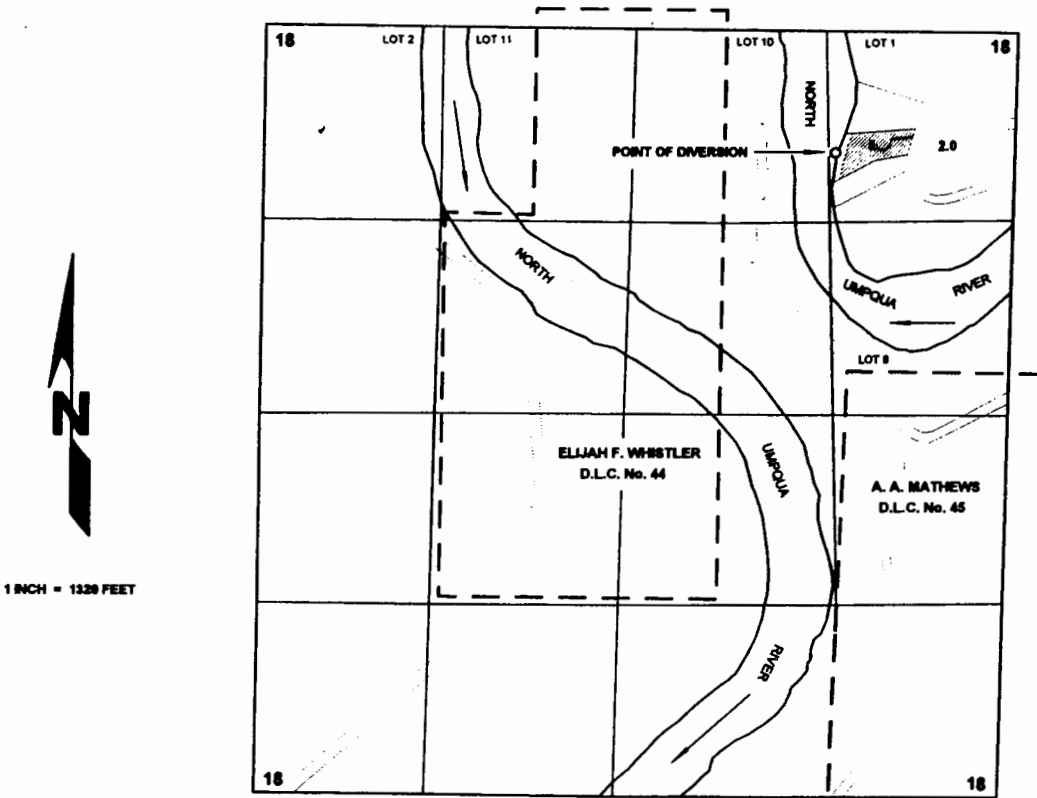 18
LOT 2
LOT 11
LOT 10
LOT 1
18
NORTH
POINT OF DIVERSION
2.0
NORTH
UMPQUA
RIVER
LOT 8
ELIJAH F. WHISTLER
D.L.C. No. 44
UMPQUA
A. A. MATHEWS
D.L.C. No. 45
N
1 INCH = 1320 FEET
RIVER
18
18